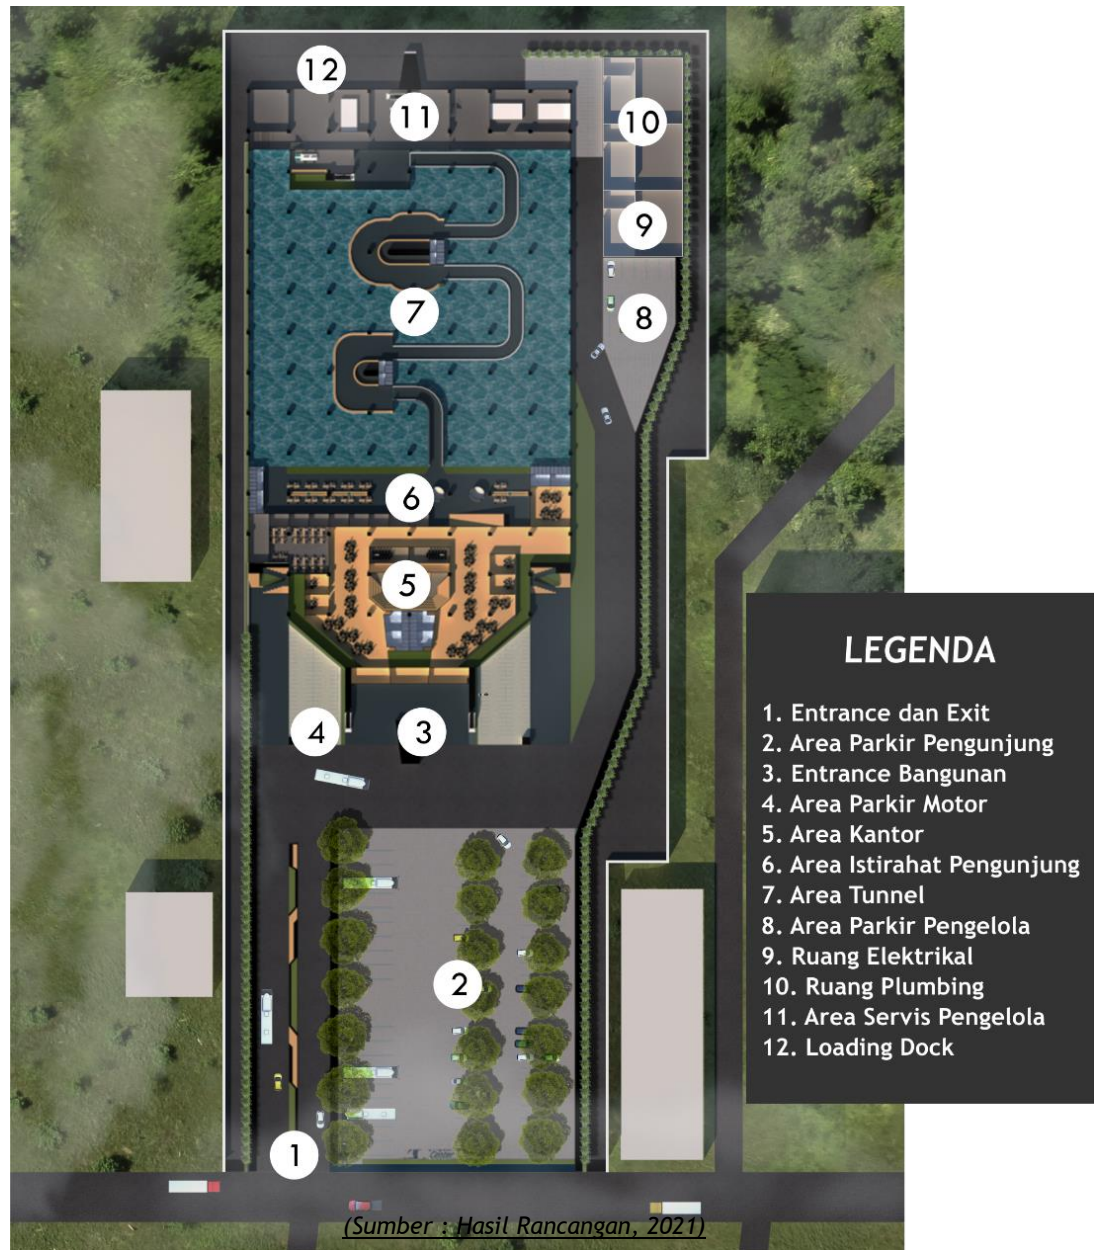 12
11
10
9
7
8
6
5
4
3
2
1
LEGENDA
1. Entrance dan Exit
2. Area Parkir Pengunjung
3. Entrance Bangunan
4. Area Parkir Motor
5. Area Kantor
6. Area Istirahat Pengunjung
7. Area Tunnel
8. Area Parkir Pengelola
9. Ruang Elektrikal
10. Ruang Plumbing
11. Area Servis Pengelola
12. Loading Dock
(Sumber : Hasil Rancangan, 2021)